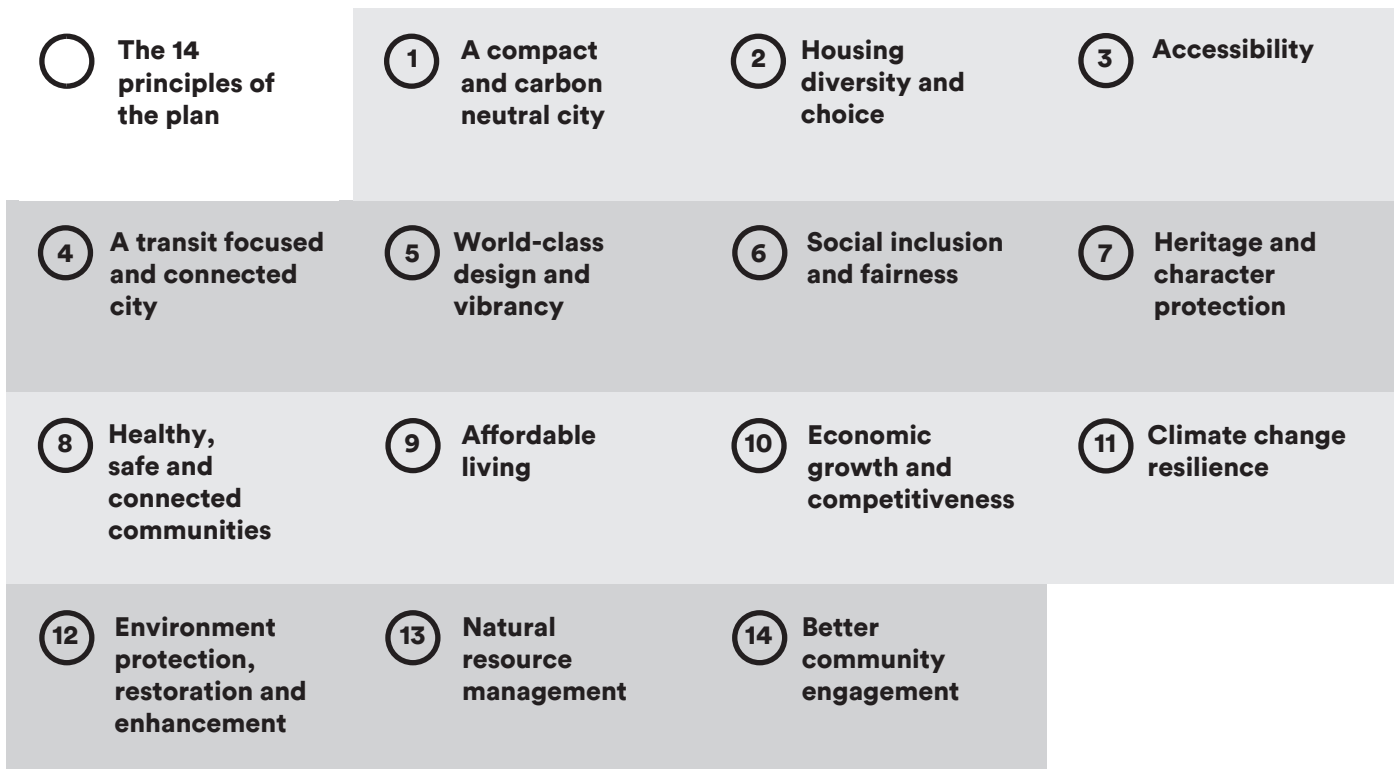 The 14
principles of
the plan
1
A compact
and carbon
neutral city
2
Housing
diversity and
choice
3
Accessibility
4
A transit focused
and connected
city
5
World-class
design and
vibrancy
6
Social inclusion
and fairness
7
Heritage and
character
protection
8
Healthy,
safe and
connected
communities
9
Affordable
living
10
Economic
growth and
competitiveness
11
Climate change
resilience
12
Environment
protection,
restoration and
enhancement
13
Natural
resource
management
14
Better
community
engagement